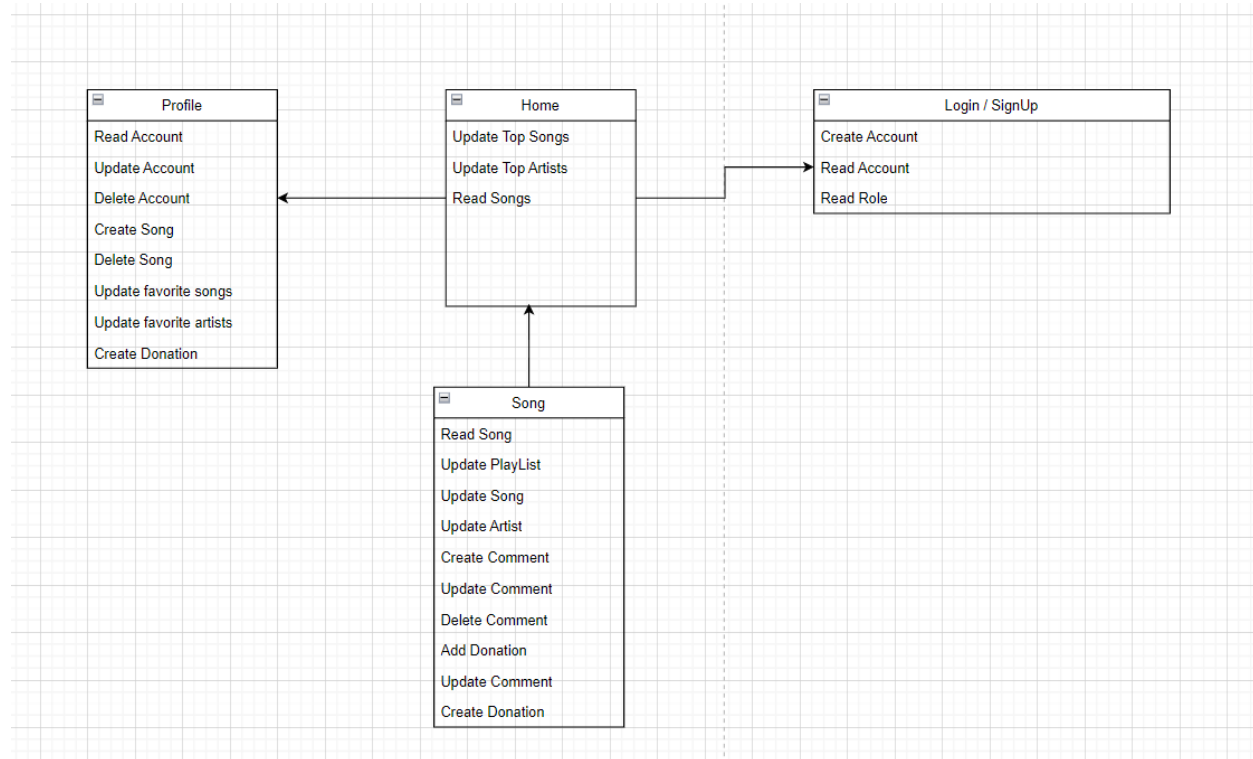 Profile
Read Account
Update Account
Delete Account
Create Song
Delete Song
Update favorite songs
Update favorite artists
Create Donation
Home
Update Top Songs
Update Top Artists
Read Songs
Login / SignUp
Create Account
Read Account
Read Role
Song
Read Song
Update PlayList
Update Song
Update Artist
Create Comment
Update Comment
Delete Comment
Add Donation
Update Comment
Create Donation